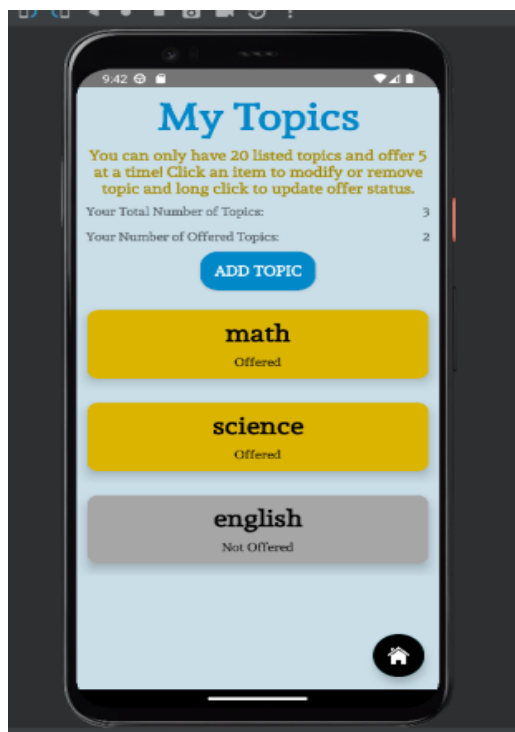 9:42
My Topics
You can only have 20 listed topics and offer 5
at a time! Click an item to modify or remove
topic and long click to update offer status.
Your Total Number of Topics: 3
Your Number of Offered Topics: 2
ADD TOPIC
math
Offered
science
Offered
english
Not Offered